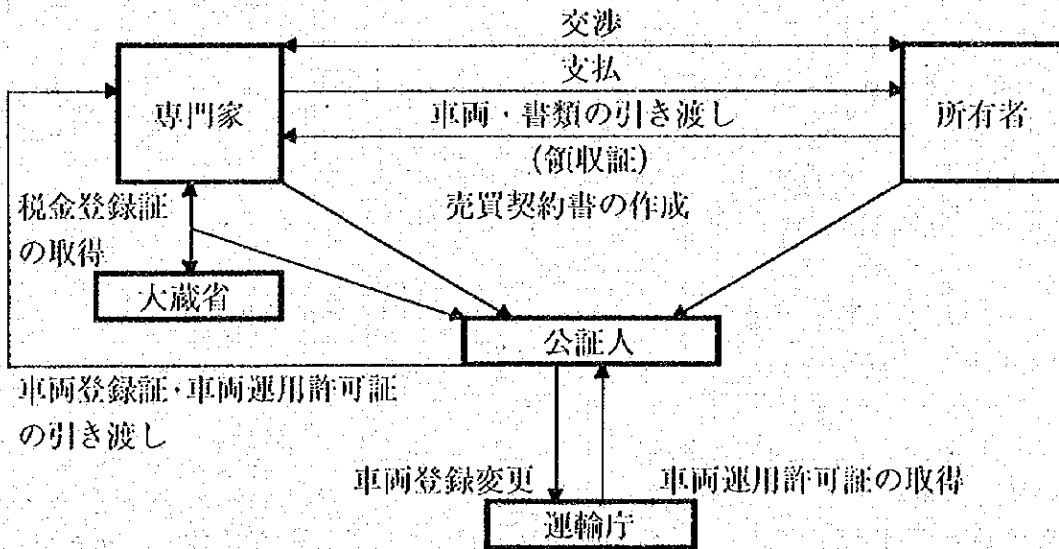 交渉
支払
専門家
車両・書類の引き渡し
所有者
(領収証)
税金登録証
の取得
売買契約書の作成
大蔵省
公証人
車両登録証・車両運用許可証
の引き渡し
車両登録変更
車両運用許可証の取得
運輸庁